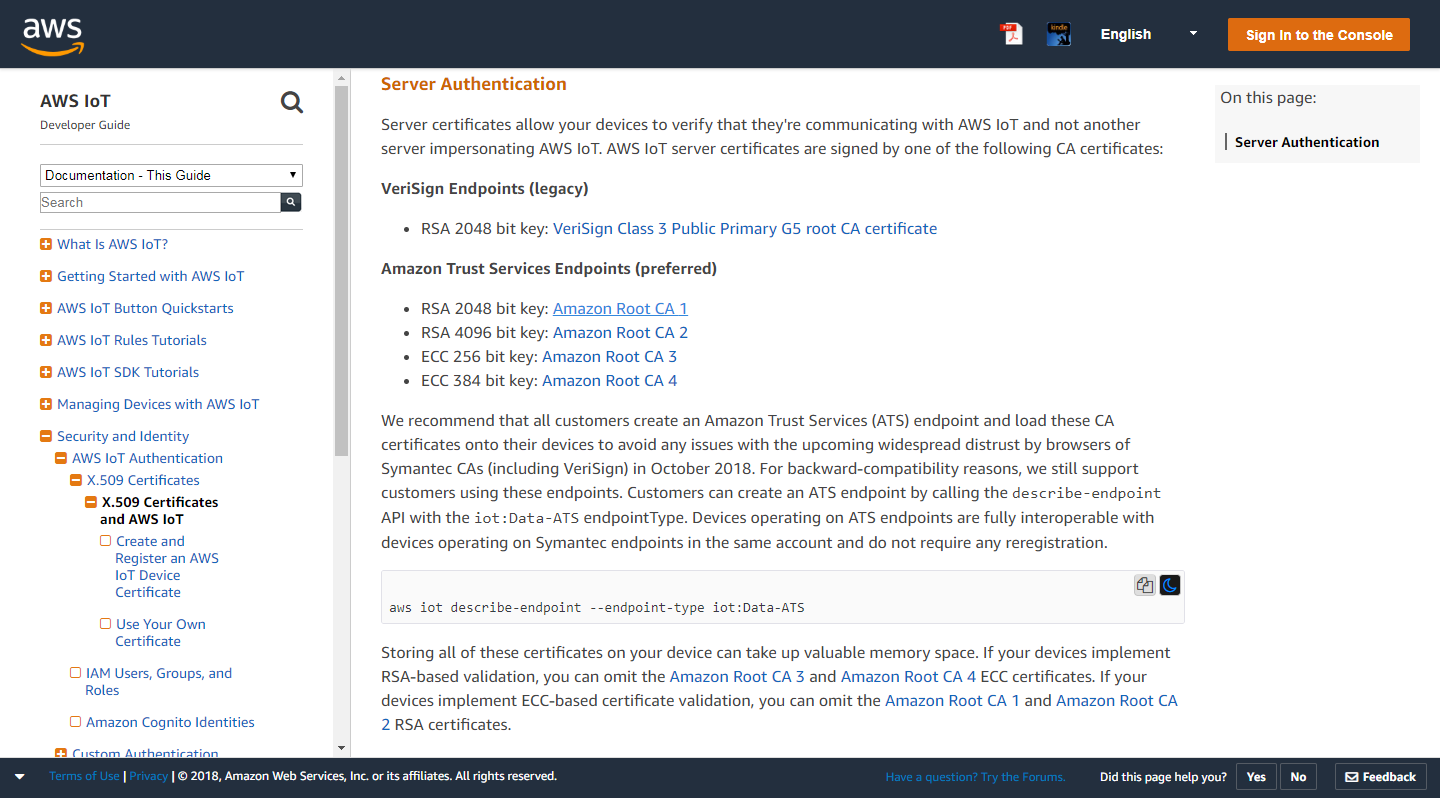 aws
PDF
kindle
English
Sign In to the Console
AWS IoT
Developer Guide
Documentation - This Guide
Search
What Is AWS IoT?
Getting Started with AWS IoT
AWS IoT Button Quickstarts
AWS IoT Rules Tutorials
AWS IoT SDK Tutorials
Managing Devices with AWS IoT
Security and Identity
AWS IoT Authentication
X.509 Certificates
X.509 Certificates
and AWS IoT
Create and
Register an AWS
IoT Device
Certificate
Use Your Own
Certificate
IAM Users, Groups, and
Roles
Amazon Cognito Identities
Custom Authentication
Server Authentication
Server certificates allow your devices to verify that they're communicating with AWS IoT and not another
server impersonating AWS IoT. AWS IoT server certificates are signed by one of the following CA certificates:
VeriSign Endpoints (legacy)
• RSA 2048 bit key: VeriSign Class 3 Public Primary G5 root CA certificate
Amazon Trust Services Endpoints (preferred)
• RSA 2048 bit key: Amazon Root CA 1
• RSA 4096 bit key: Amazon Root CA 2
• ECC 256 bit key: Amazon Root CA 3
• ECC 384 bit key: Amazon Root CA 4
We recommend that all customers create an Amazon Trust Services (ATS) endpoint and load these CA
certificates onto their devices to avoid any issues with the upcoming widespread distrust by browsers of
Symantec CAs (including VeriSign) in October 2018. For backward-compatibility reasons, we still support
customers using these endpoints. Customers can create an ATS endpoint by calling the describe-endpoint
API with the iot:Data-ATS endpointType. Devices operating on ATS endpoints are fully interoperable with
devices operating on Symantec endpoints in the same account and do not require any reregistration.
aws iot describe-endpoint --endpoint-type iot:Data-ATS
Storing all of these certificates on your device can take up valuable memory space. If your devices implement
RSA-based validation, you can omit the Amazon Root CA 3 and Amazon Root CA 4 ECC certificates. If your
devices implement ECC-based certificate validation, you can omit the Amazon Root CA 1 and Amazon Root CA
2 RSA certificates.
On this page:
Server Authentication
Terms of Use | Privacy | © 2018, Amazon Web Services, Inc. or its affiliates. All rights reserved.
Have a question? Try the Forums.
Did this page help you?
Yes
No
Feedback